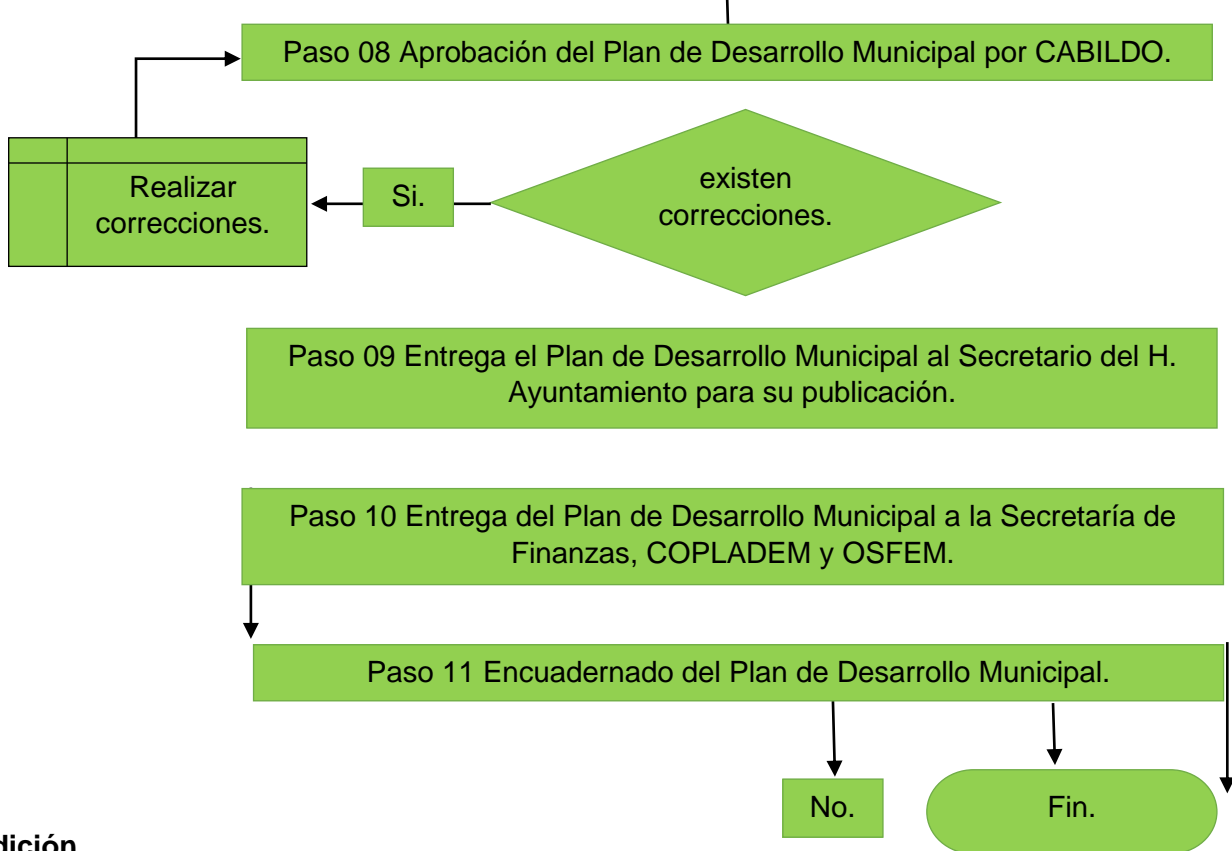 Paso 08 Aprobación del Plan de Desarrollo Municipal por CABILDO.
existen
correcciones.
Si.
Realizar
correcciones.
Paso 09 Entrega el Plan de Desarrollo Municipal al Secretario del H.
Ayuntamiento para su publicación.
Paso 10 Entrega del Plan de Desarrollo Municipal a la Secretaría de
Finanzas, COPLADEM y OSFEM.
Paso 11 Encuadernado del Plan de Desarrollo Municipal.
No.
Fin.